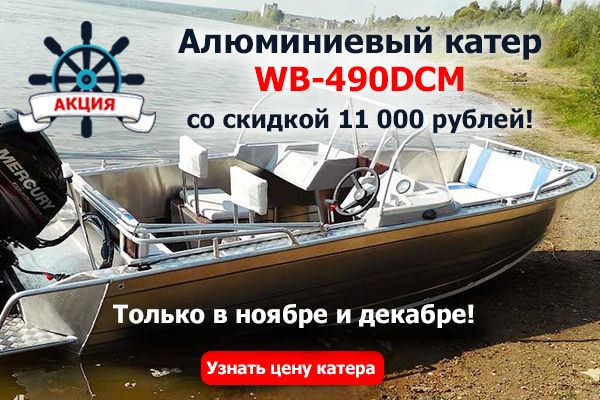 Алюминиевый катер
WB-490DCM
АКЦИЯ
со скидкой 11 000 рублей!
MERCURY
Только в ноябре и декабре!
Узнать цену катера